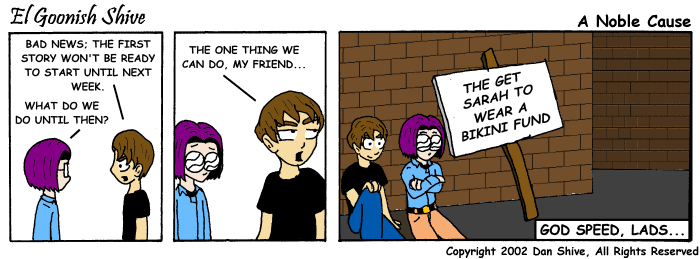 El Goonish Shive
A Noble Cause
BAD NEWS; THE FIRST
STORY WON'T BE READY
TO START UNTIL NEXT
WEEK.
WHAT DO WE
DO UNTIL THEN?
THE ONE THING WE
CAN DO, MY FRIEND...
THE GET
SARAH TO
WEAR A
BIKINI FUND
GOD SPEED, LADS...
Copyright 2002 Dan Shive, All Rights Reserved